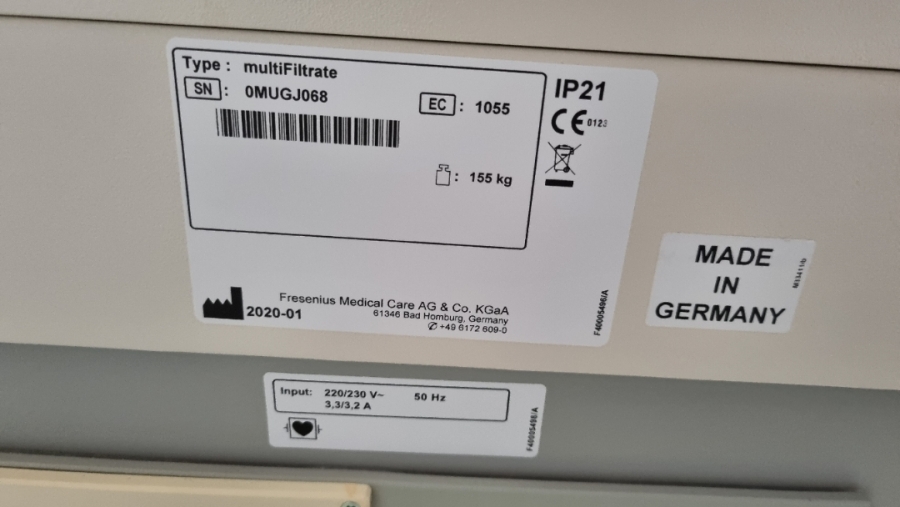 Type : multiFiltrate
SN : 0MUGJ068
EC : 1055
: 155 kg
IP21
CE 0123
2020-01
Fresenius Medical Care AG & Co. KGaA
61346 Bad Homburg, Germany
✆ +49 6172 609-0
F40005496/A
MADE
IN
GERMANY
Input: 220/230 V~ 50 Hz
3,3/3,2 A
F40005496/A